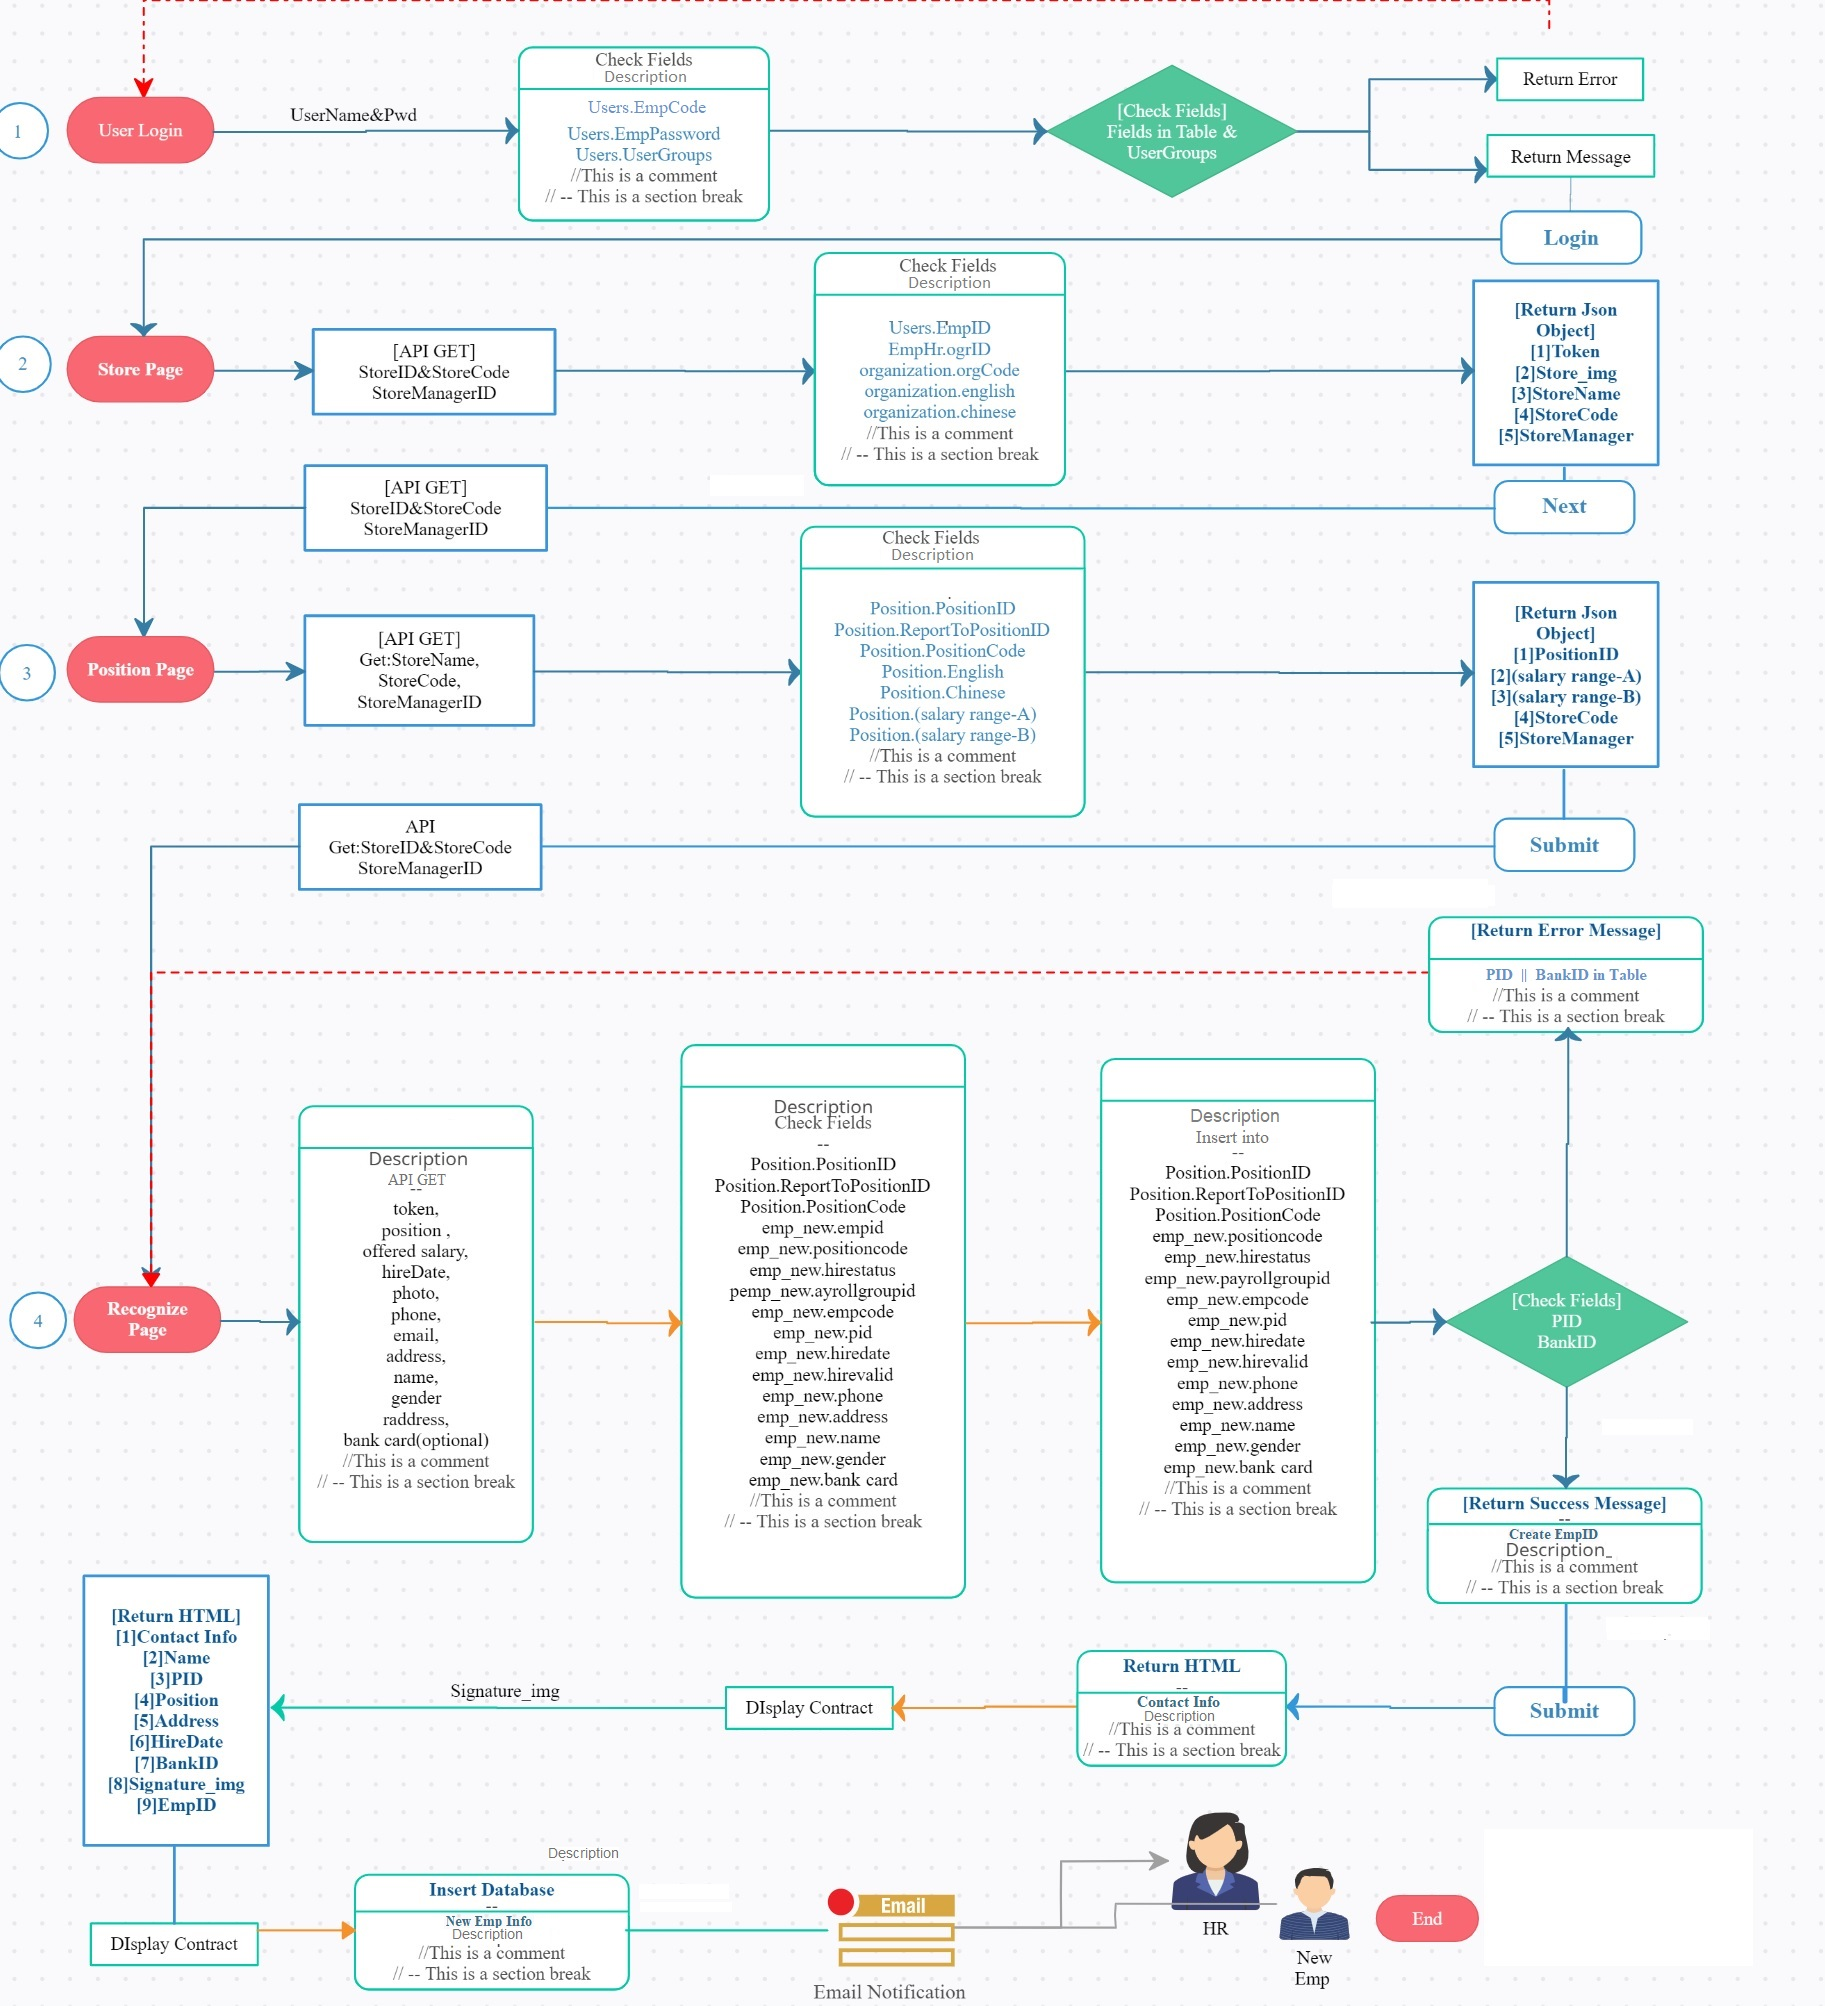 1
User Login
UserName&Pwd
Check Fields
Description
Users.EmpCode
Users.EmpPassword
Users.UserGroups
//This is a comment
// -- This is a section break
[Check Fields]
Fields in Table &
UserGroups
Return Error
Return Message
Login
2
Store Page
[API GET]
StoreID&StoreCode
StoreManagerID
Check Fields
Description
Users.EmpID
EmpHr.ogrID
organization.orgCode
organization.english
organization.chinese
//This is a comment
// -- This is a section break
[Return Json
Object]
[1]Token
[2]Store_img
[3]StoreName
[4]StoreCode
[5]StoreManager
Next
[API GET]
StoreID&StoreCode
StoreManagerID
3
Position Page
[API GET]
Get:StoreName,
StoreCode,
StoreManagerID
Check Fields
Description
.
Position.PositionID
Position.ReportToPositionID
Position.PositionCode
Position.English
Position.Chinese
Position.(salary range-A)
Position.(salary range-B)
//This is a comment
// -- This is a section break
[Return Json
Object]
[1]PositionID
[2](salary range-A)
[3](salary range-B)
[4]StoreCode
[5]StoreManager
Submit
API
Get:StoreID&StoreCode
StoreManagerID
[Return Error Message]
PID || BankID in Table
//This is a comment
// -- This is a section break
4
Recognize
Page
Description
API GET
--
token,
position ,
offered salary,
hireDate,
photo,
phone,
email,
address,
name,
gender
raddress,
bank card(optional)
//This is a comment
// -- This is a section break
Description
Check Fields
--
Position.PositionID
Position.ReportToPositionID
Position.PositionCode
emp_new.empid
emp_new.positioncode
emp_new.hirestatus
pemp_new.ayrollgroupid
emp_new.empcode
emp_new.pid
emp_new.hiredate
emp_new.hirevalid
emp_new.phone
emp_new.address
emp_new.name
emp_new.gender
emp_new.bank card
//This is a comment
// -- This is a section break
Description
Insert into
--
Position.PositionID
Position.ReportToPositionID
Position.PositionCode
emp_new.positioncode
emp_new.hirestatus
emp_new.payrollgroupid
emp_new.empcode
emp_new.pid
emp_new.hiredate
emp_new.hirevalid
emp_new.phone
emp_new.address
emp_new.name
emp_new.gender
emp_new.bank card
//This is a comment
// -- This is a section break
[Check Fields]
PID
BankID
[Return Success Message]
--
Create EmpID
Description_
//This is a comment
// -- This is a section break
Submit
Return HTML
--
Contact Info
Description
//This is a comment
// -- This is a section break
DIsplay Contract
Signature_img
[Return HTML]
[1]Contact Info
[2]Name
[3]PID
[4]Position
[5]Address
[6]HireDate
[7]BankID
[8]Signature_img
[9]EmpID
DIsplay Contract
Description
Insert Database
--
New Emp Info
Description
//This is a comment
// -- This is a section break
Email
Email Notification
HR
New
Emp
End